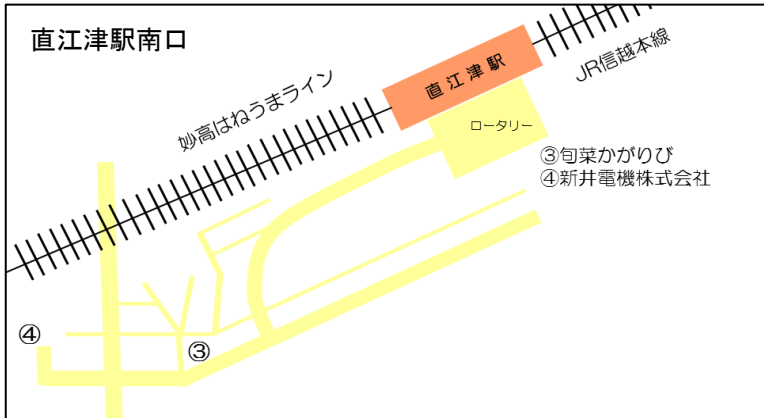 直江津駅南口
直江津駅
JR信越本線
妙高はねうまライン
ロータリー
③旬菜かがりび
④新井電機株式会社
④
③